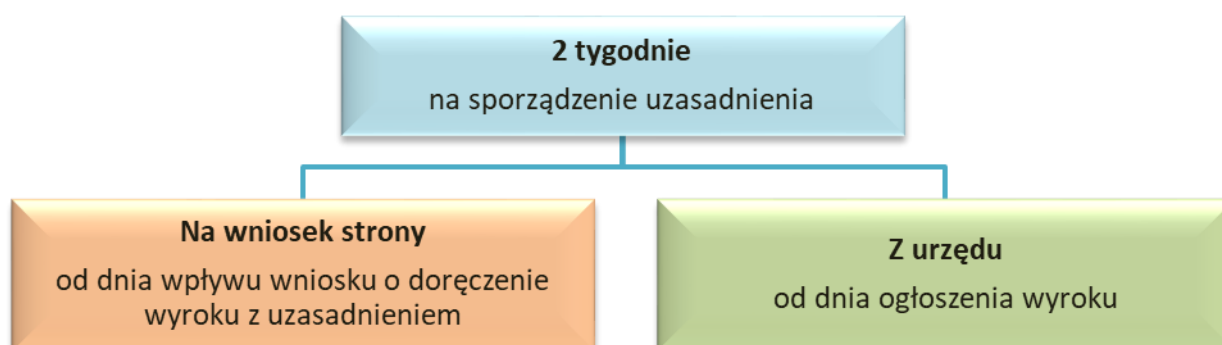 2 tygodnie
na sporządzenie uzasadnienia
Na wniosek strony
od dnia wpływu wniosku o doręczenie
wyroku z uzasadnieniem
Z urzędu
od dnia ogłoszenia wyroku